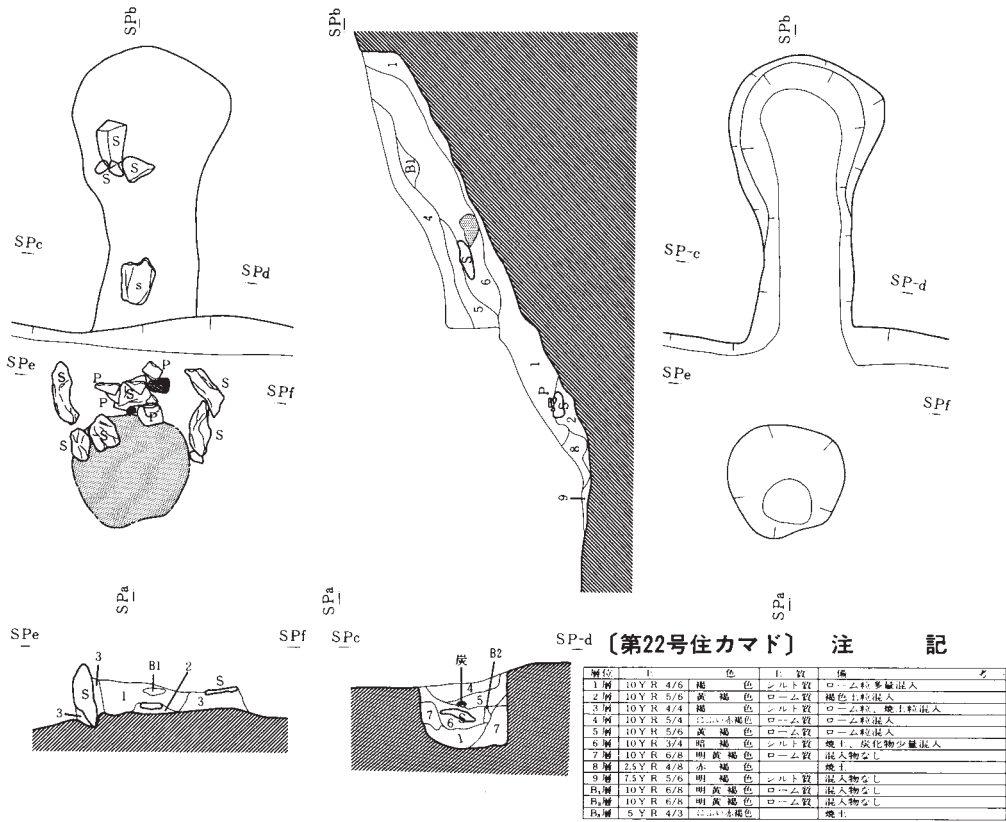 SPb
SPb
SPb
1
S
S
S
B1
4
S
6
5
SPc
SPd
SP-c
SP-d
s
SPe
SPf
SPe
SPf
S
P
P
S
P
P
S
S
S
S
1
P
S
2
8
9
SPa
SPa
SPa
SPe
SPf
SPc
SP-d
3
B1
2
S
S
1
3
3
炭
B2
4
5
S
7
6
7
1
〔第22号住カマド〕 注 記
層位 土 色 土質 備 考
1層 10YR 4/6 褐色 シルト質 ローム粒多量混入
2層 10YR 5/6 黄褐色 ローム質 褐色土粒混入
3層 10YR 4/4 褐色 シルト質 ローム粒、焼土粒混入
4層 10YR 5/4 にぶい赤褐色 ローム質 ローム粒混入
5層 10YR 5/6 黄褐色 ローム質 ローム粒混入
6層 10YR 3/4 暗褐色 シルト質 焼土、炭化物少量混入
7層 10YR 6/8 明黄褐色 ローム質 混入物なし
8層 2.5YR 4/8 赤褐色 焼土
9層 7.5YR 5/6 明褐色 シルト質 混入物なし
B₁層 10YR 6/8 明黄褐色 ローム質 混入物なし
B₂層 10YR 6/8 明黄褐色 ローム質 混入物なし
5YR 4/3 にぶい赤褐色 焼土